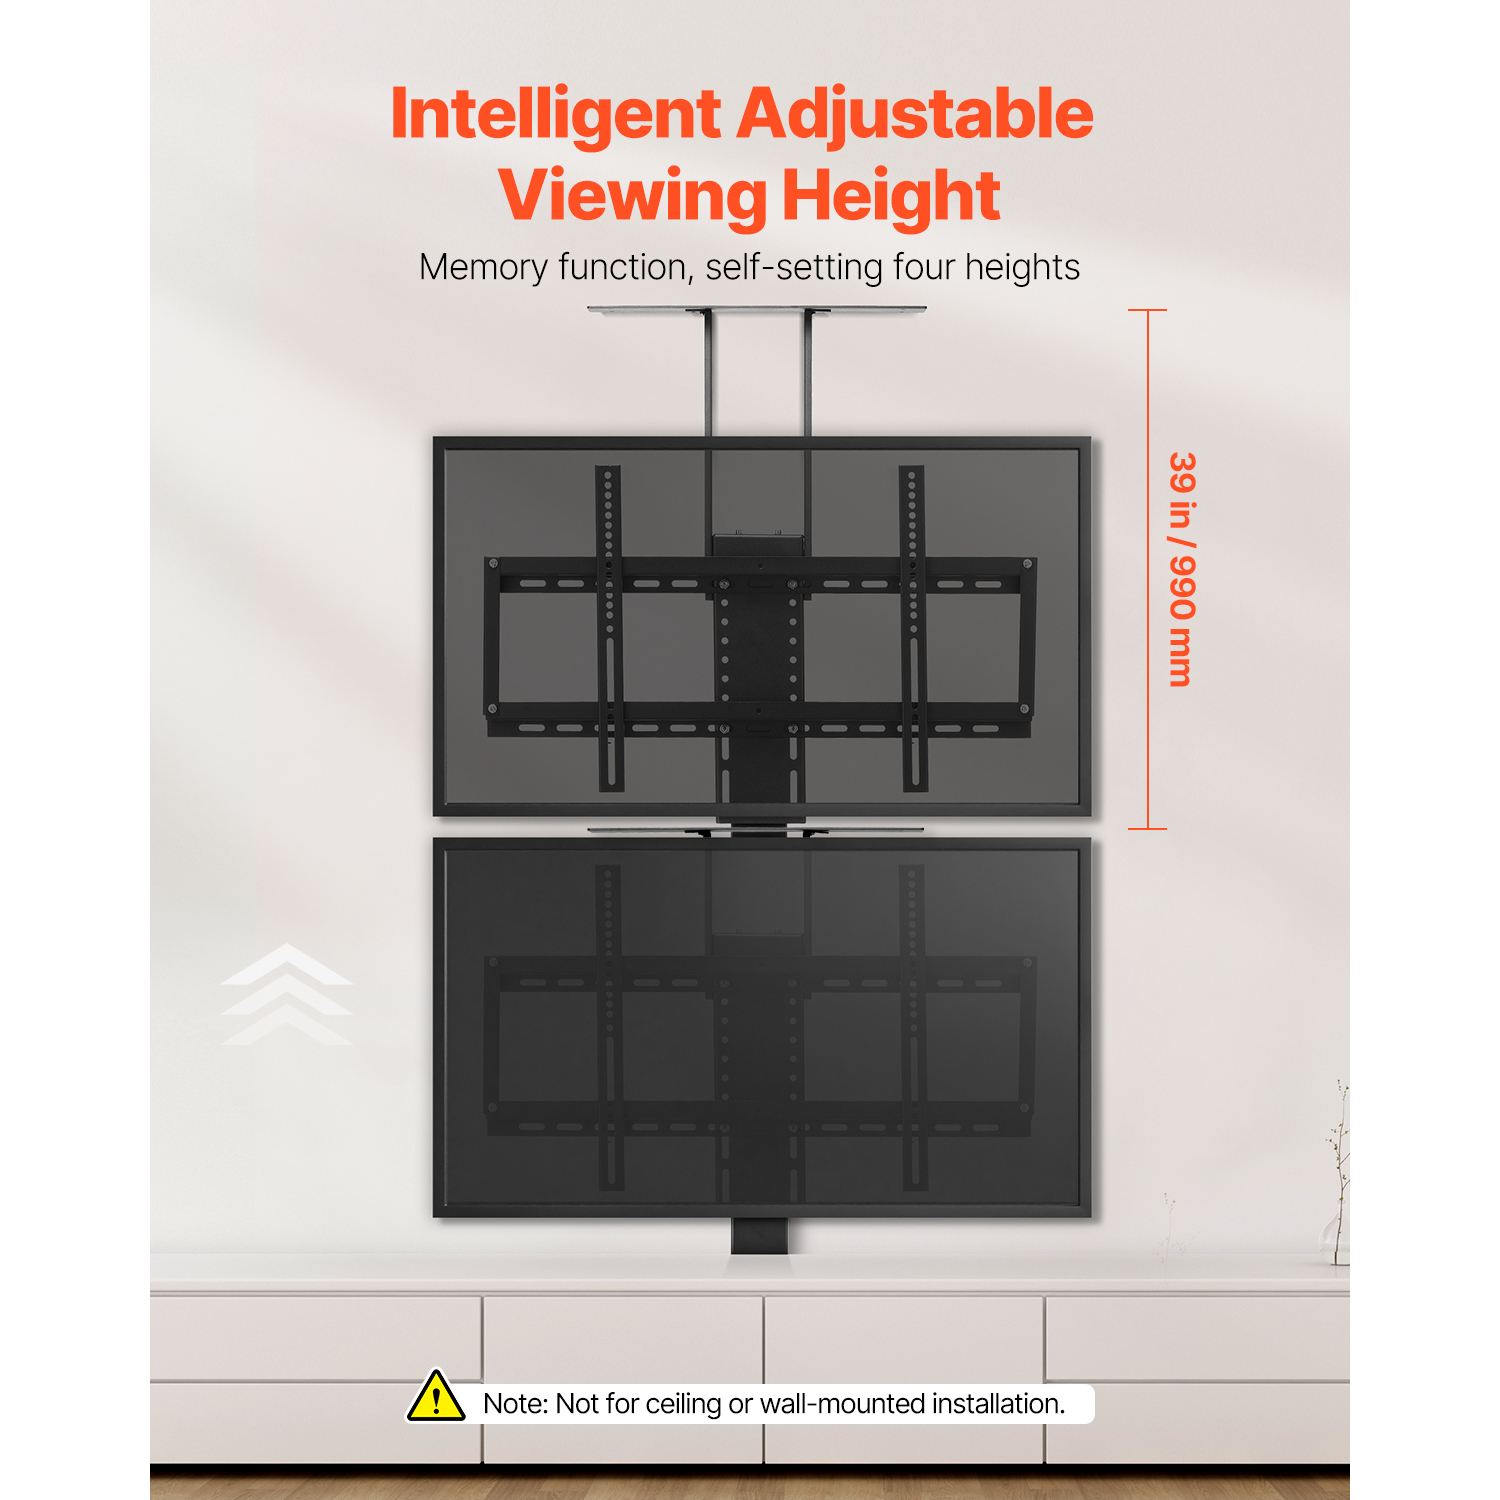 Intelligent Adjustable
Viewing Height
Memory function, self-setting four heights
39 in / 990 mm
Note: Not for ceiling or wall-mounted installation.